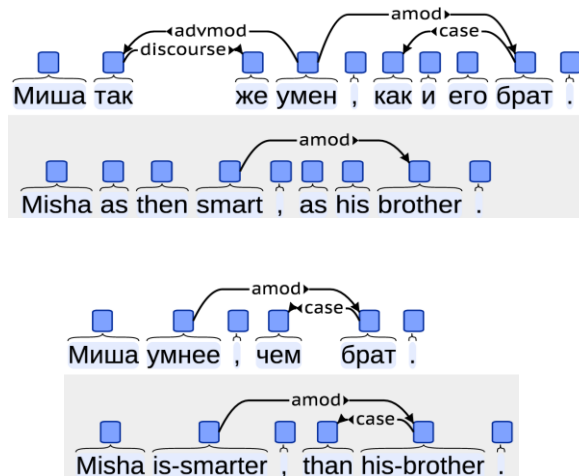 amod
advmod
discourse case
Миша так же умен , как и его брат .
amod
Misha as then smart , as his brother .
amod
case
Миша умнее , чем брат .
amod
case
Misha is-smarter , than his-brother .